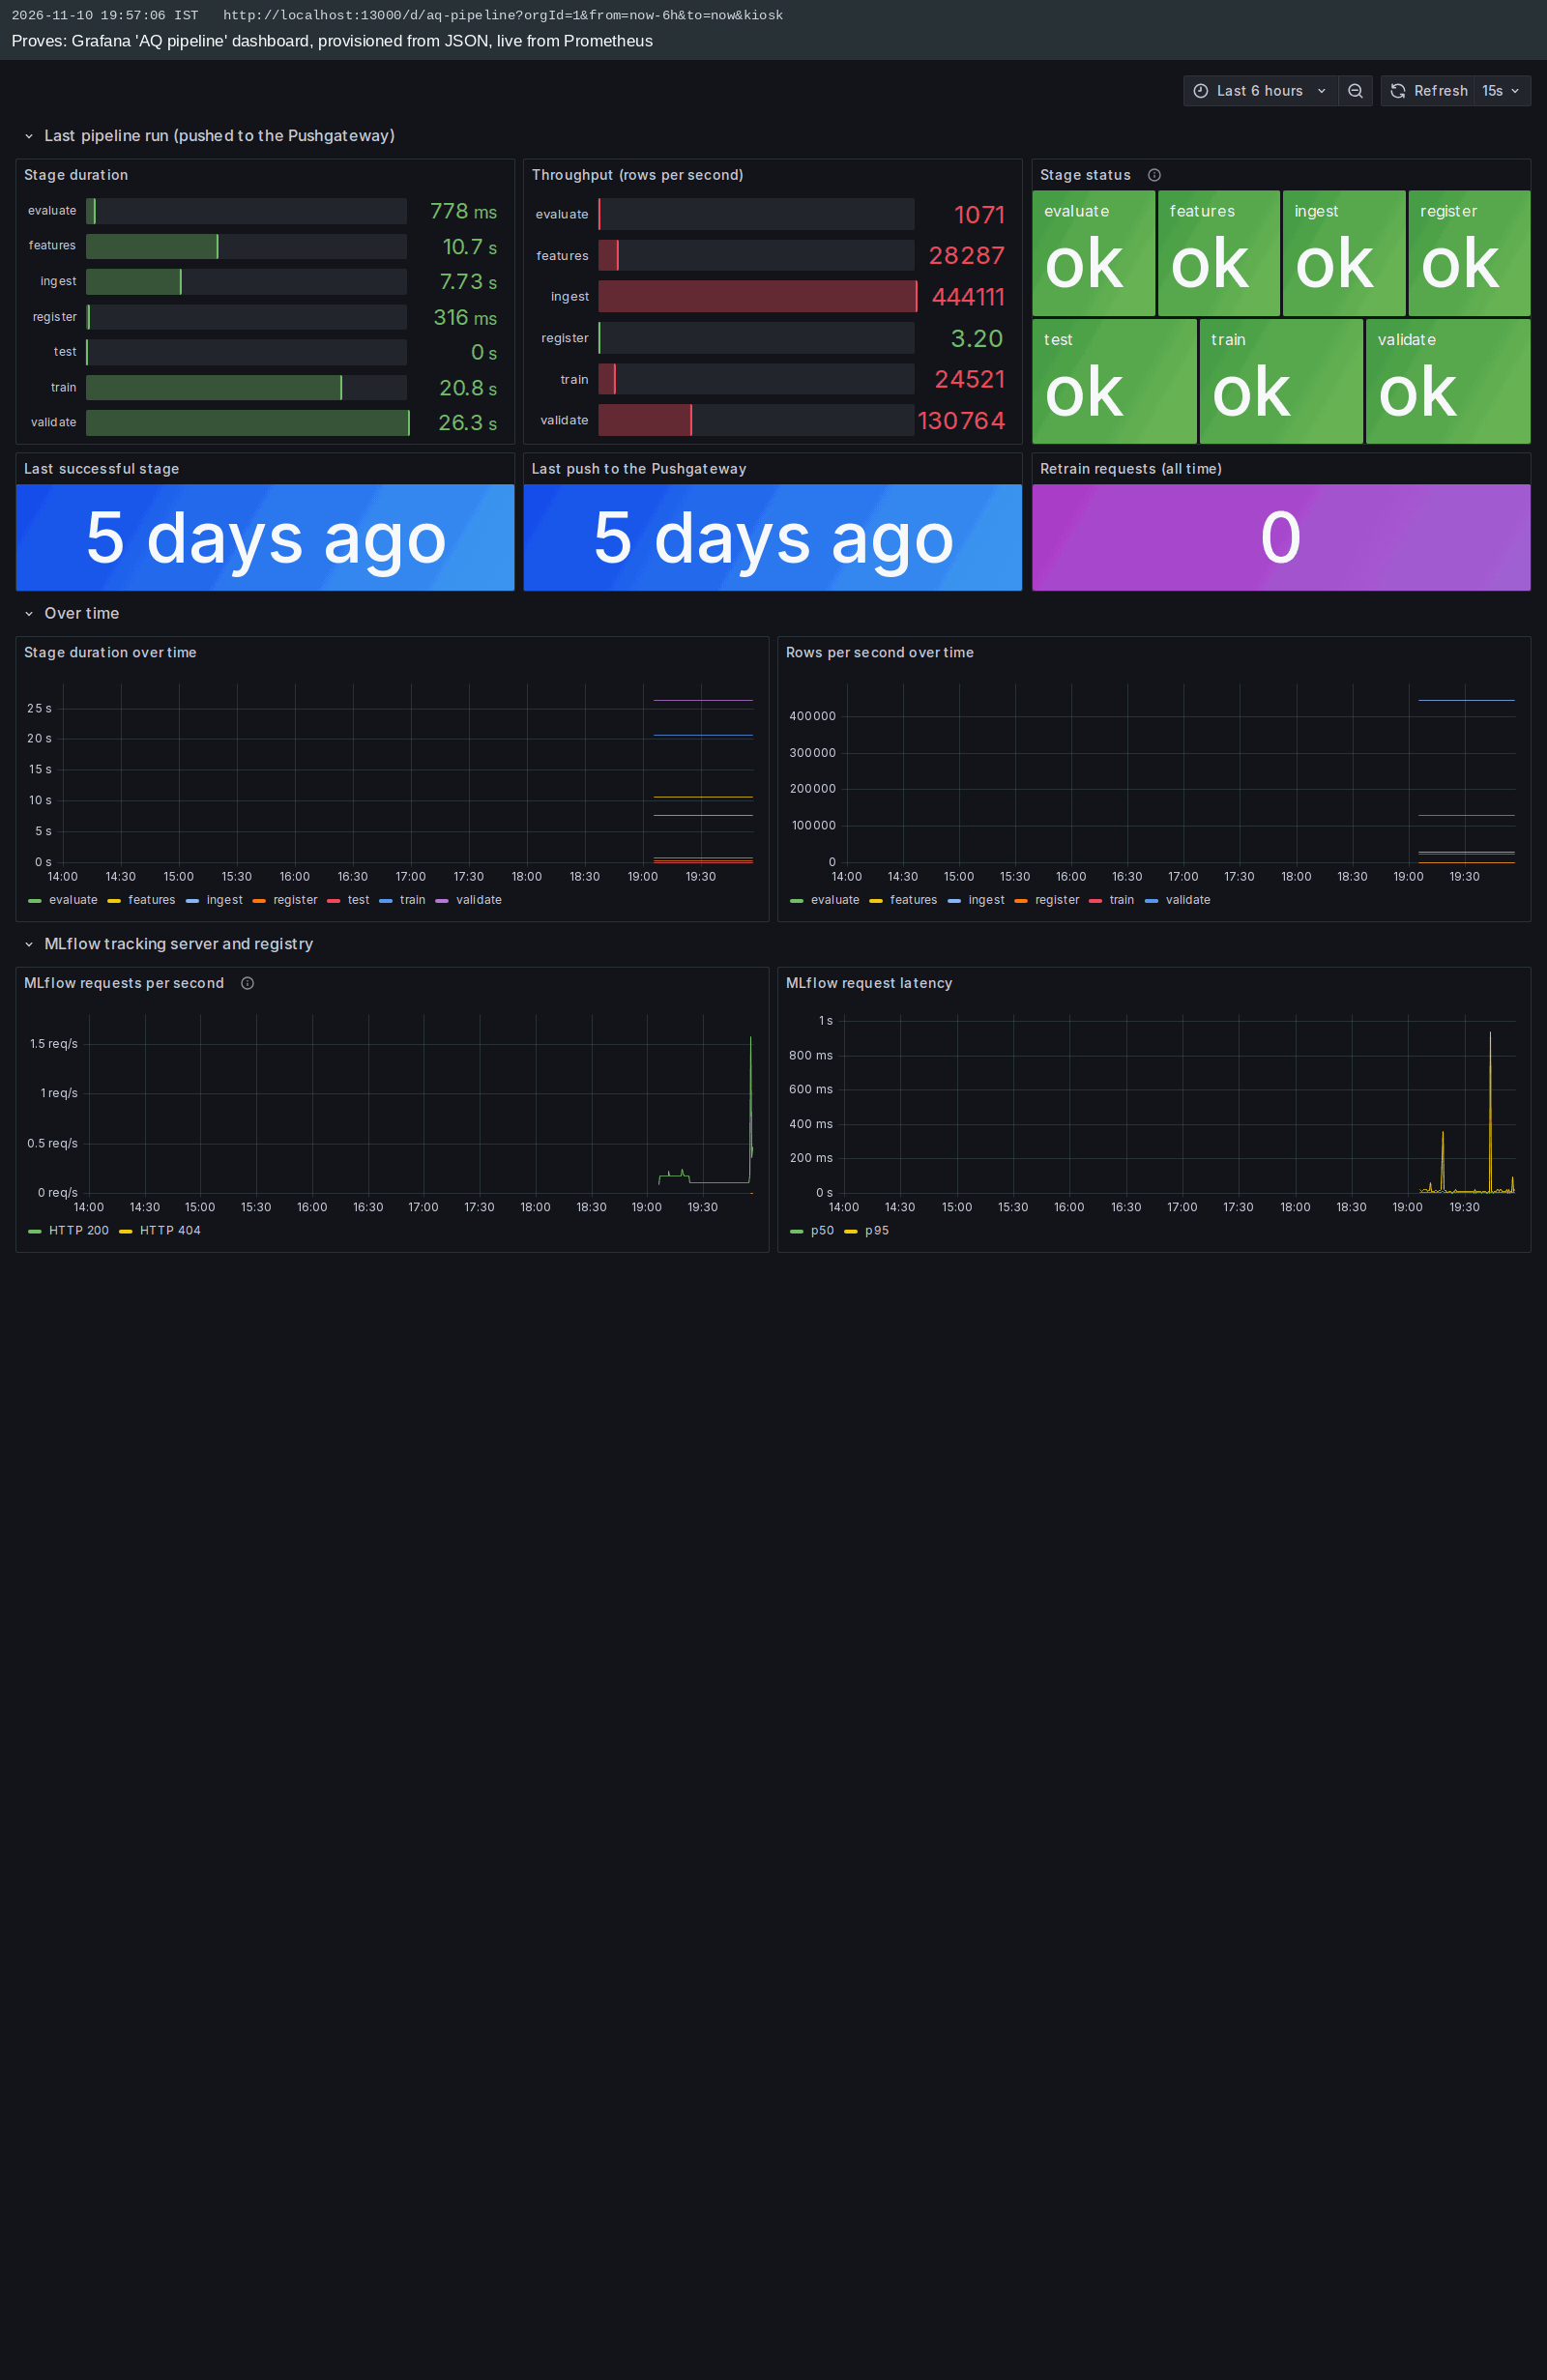 2026-11-10 19:57:06 IST http://localhost:13000/d/aq-pipeline?orgId=1&from=now-6h&to=now&kiosk
Proves: Grafana 'AQ pipeline' dashboard, provisioned from JSON, live from Prometheus
Last 6 hours
Refresh 15s
Last pipeline run (pushed to the Pushgateway)
Stage duration
evaluate 778 ms
features 10.7 s
ingest 7.73 s
register 316 ms
test 0 s
train 20.8 s
validate 26.3 s
Throughput (rows per second)
evaluate 1071
features 28287
ingest 444111
register 3.20
train 24521
validate 130764
Stage status
evaluate features ingest register
ok ok ok ok
test train validate
ok ok ok
Last successful stage
5 days ago
Last push to the Pushgateway
5 days ago
Retrain requests (all time)
0
Over time
Stage duration over time
25 s
20 s
15 s
10 s
5 s
0 s
14:00 14:30 15:00 15:30 16:00 16:30 17:00 17:30 18:00 18:30 19:00 19:30
evaluate features ingest register test train validate
Rows per second over time
400000
300000
200000
100000
0
14:00 14:30 15:00 15:30 16:00 16:30 17:00 17:30 18:00 18:30 19:00 19:30
evaluate features ingest register train validate
MLflow tracking server and registry
MLflow requests per second
1.5 req/s
1 req/s
0.5 req/s
0 req/s
14:00 14:30 15:00 15:30 16:00 16:30 17:00 17:30 18:00 18:30 19:00 19:30
HTTP 200 HTTP 404
MLflow request latency
1 s
800 ms
600 ms
400 ms
200 ms
0 s
14:00 14:30 15:00 15:30 16:00 16:30 17:00 17:30 18:00 18:30 19:00 19:30
p50 p95